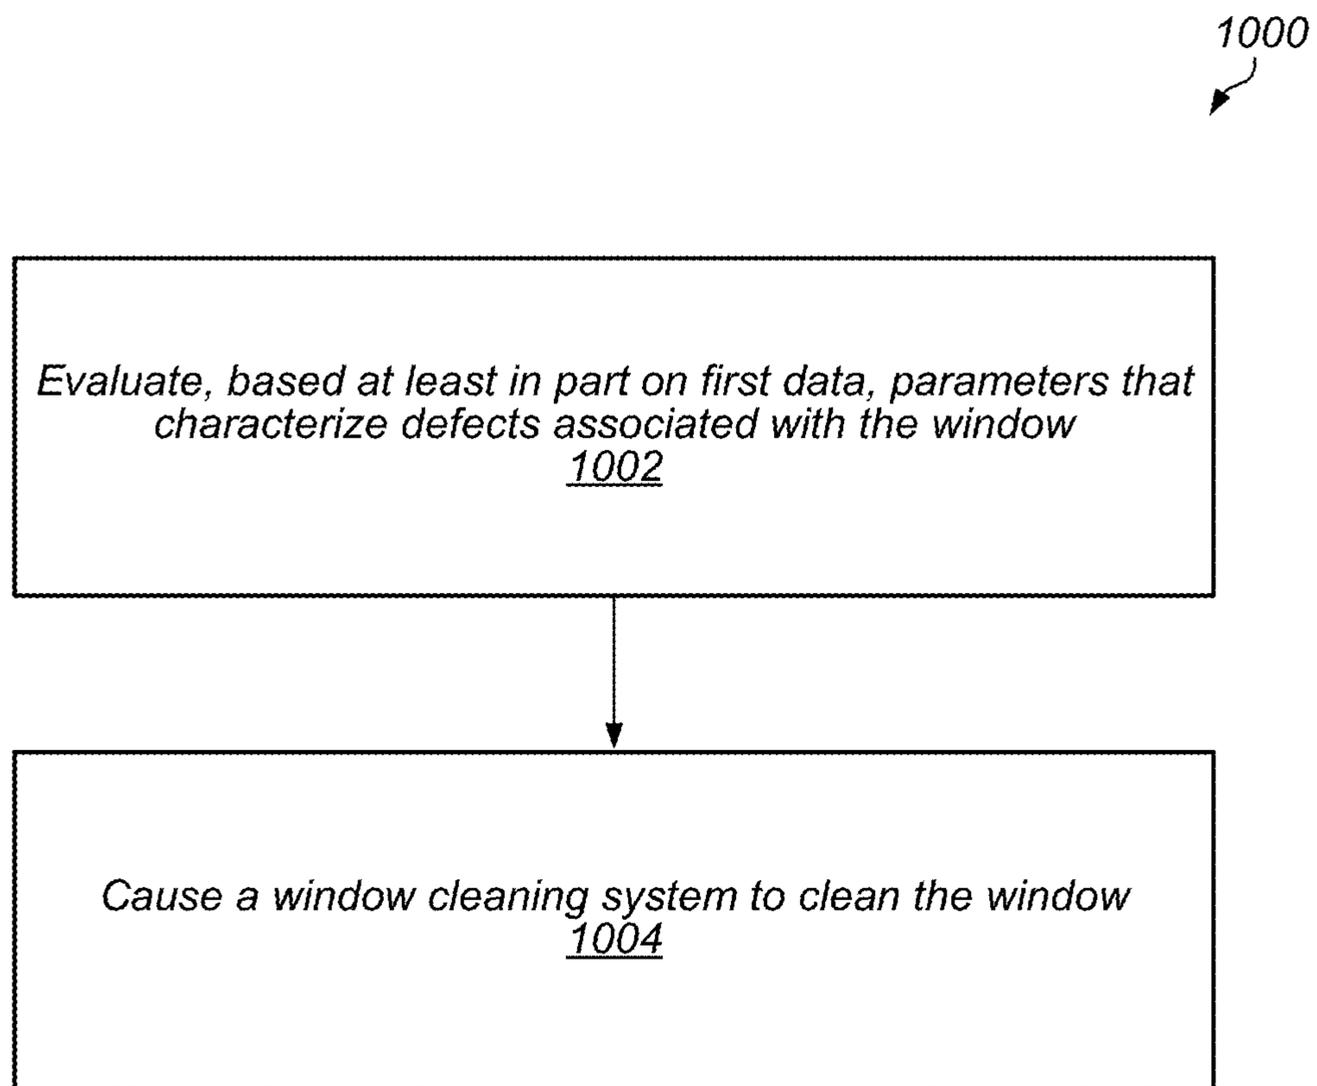 1000
Evaluate, based at least in part on first data, parameters that
characterize defects associated with the window
1002
Cause a window cleaning system to clean the window
1004